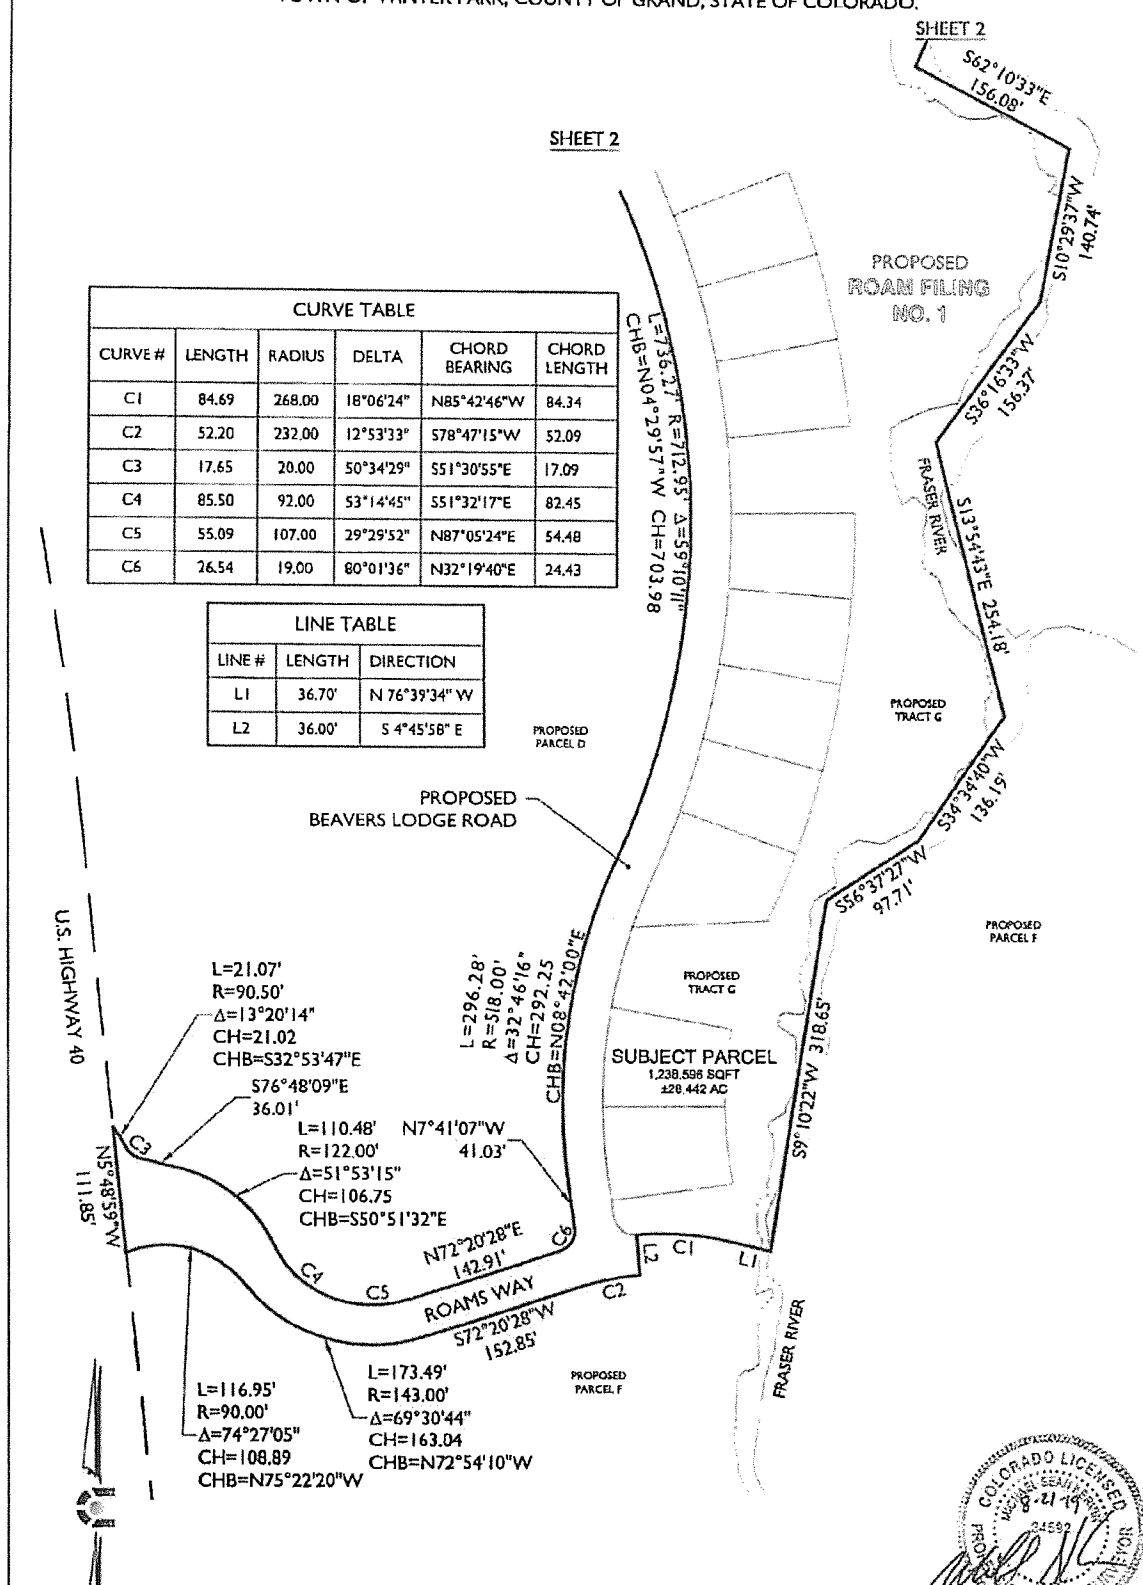 TOWN OF WINTER PARK, COUNTY OF GRAND, STATE OF COLORADO.
SHEET 2
S62°10'33"E
156.08'
SHEET 2
S10°29'37"W
140.74'
PROPOSED
ROAM FILING
NO. 1
S36°16'33"W
156.37'
FRASER RIVER
S13°54'43"E 254.18'
L=736.27' R=712.95' Δ=59°10'11"
CHB=N04°29'57"W CH=703.98
CURVE TABLE
CURVE # LENGTH RADIUS DELTA CHORD BEARING CHORD LENGTH
C1 84.69 268.00 18°06'24" N85°42'46"W 84.34
C2 52.20 232.00 12°53'33" S78°47'15"W 52.09
C3 17.65 20.00 50°34'29" S51°30'55"E 17.09
C4 85.50 92.00 53°14'45" S51°32'17"E 82.45
C5 55.09 107.00 29°29'52" N87°05'24"E 54.48
C6 26.54 19.00 80°01'36" N32°19'40"E 24.43
LINE TABLE
LINE # LENGTH DIRECTION
L1 36.70' N 76°39'34" W
L2 36.00' S 4°45'58" E
PROPOSED
PARCEL D
PROPOSED
TRACT G
PROPOSED
BEAVERS LODGE ROAD
S34°34'40"W
136.19'
S56°37'27"W
97.71'
PROPOSED
PARCEL F
U.S. HIGHWAY 40
L=296.28'
R=518.00'
Δ=32°46'16"
CH=292.25
CHB=N08°42'00"E
PROPOSED
TRACT G
S9°10'22"W 318.65'
SUBJECT PARCEL
1,238,596 SQFT
±28.442 AC
L=21.07'
R=90.50'
Δ=13°20'14"
CH=21.02
CHB=S32°53'47"E
S76°48'09"E
36.01'
L=110.48'
R=122.00'
Δ=51°53'15"
CH=106.75
CHB=S50°51'32"E
N7°41'07"W
41.03'
C3
N5°48'59"W
111.85'
C6
N72°20'28"E
142.91'
C4
C5
ROAMS WAY
S72°20'28"W
152.85'
C2
L2
C1
L1
FRASER RIVER
PROPOSED
PARCEL F
L=116.95'
R=90.00'
Δ=74°27'05"
CH=108.89
CHB=N75°22'20"W
L=173.49'
R=143.00'
Δ=69°30'44"
CH=163.04
CHB=N72°54'10"W
COLORADO LICENSED
MICHAEL SEAN KERVIN
8-21-19
34592